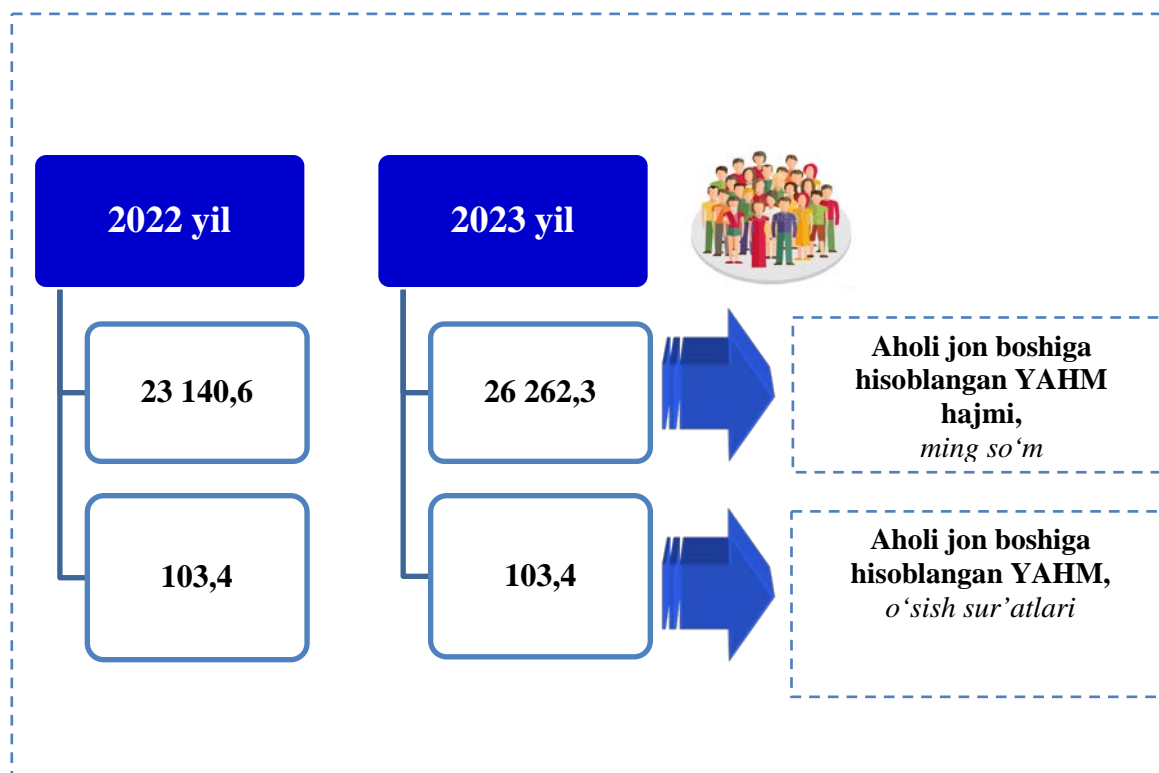 2022 yil
2023 yil
23 140,6
26 262,3
Aholi jon boshiga
hisoblangan YAHM
hajmi,
ming so‘m
103,4
103,4
Aholi jon boshiga
hisoblangan YAHM,
o‘sish sur’atlari